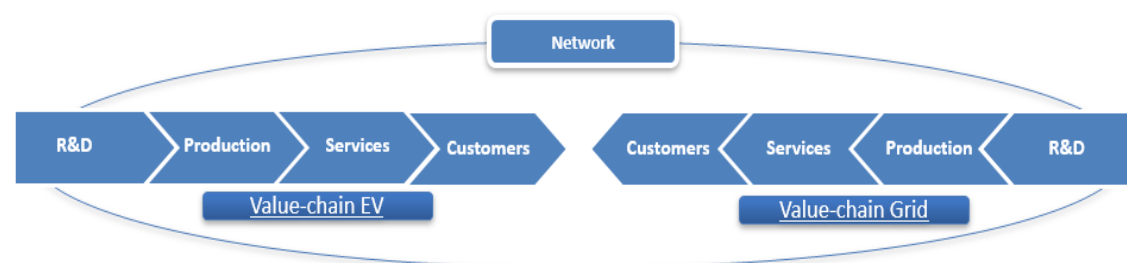 Network
R&D
Production
Services
Customers
Customers
Services
Production
R&D
Value-chain EV
Value-chain Grid